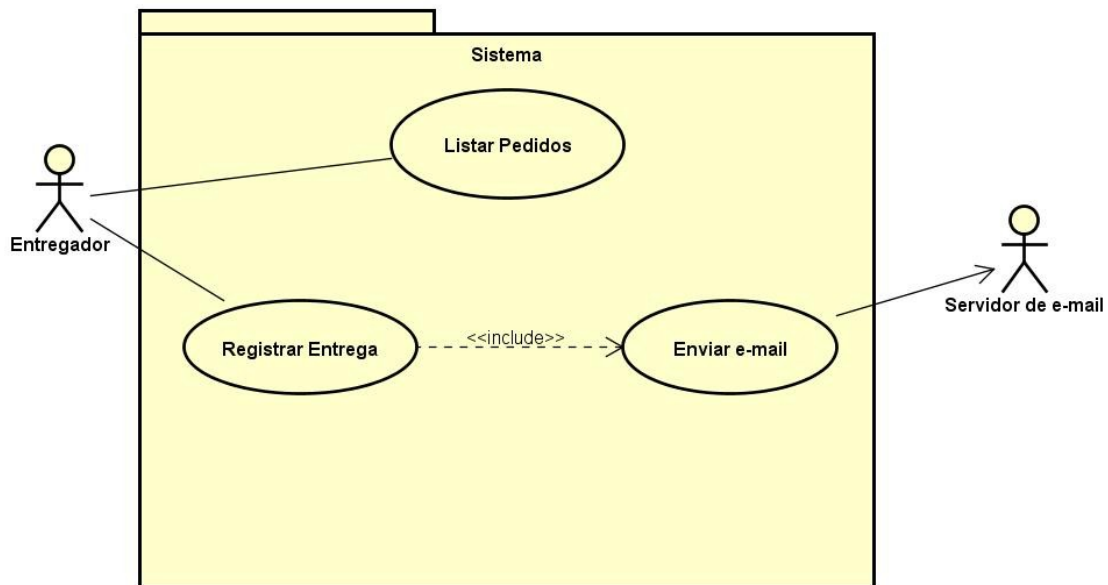 Sistema
Listar Pedidos
Entregador
Servidor de e-mail
Registrar Entrega
<<include>>
Enviar e-mail